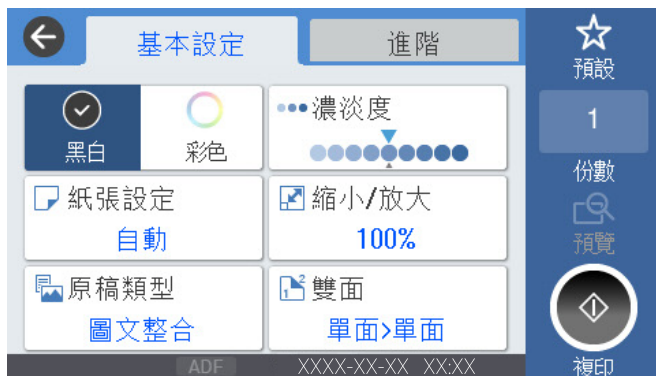 基本設定
進階
預設
黑白
彩色
濃淡度
1
份數
紙張設定
自動
縮小/放大
100%
預覽
原稿類型
圖文整合
1 2
雙面
單面>單面
複印
ADF
XXXX-XX-XX XX:XX